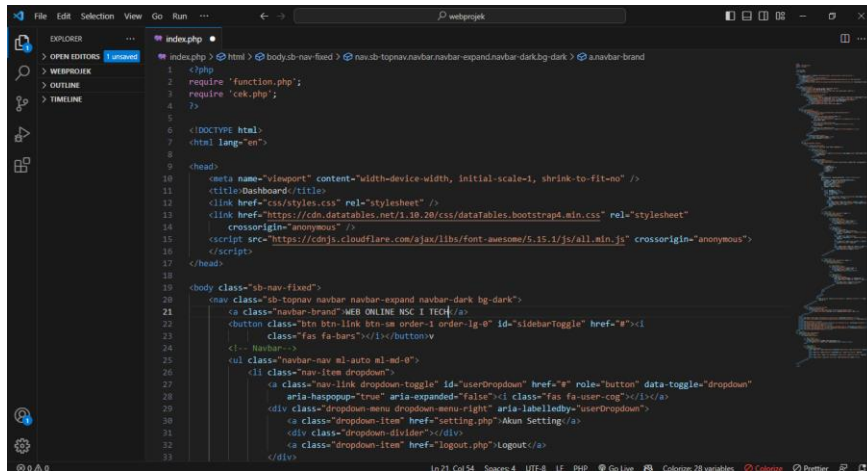 File Edit Selection View Go Run ...
webprojek
EXPLORER ...
index.php
OPEN EDITORS 1 unsaved
index.php > html > body.sb-nav-fixed > nav.sb-topnav.navbar.navbar-expand.navbar-dark.bg-dark > a.navbar-brand
WEBPROJEK
OUTLINE
TIMELINE
1 <?php
2 require 'function.php';
3 require 'cek.php';
4 ?>
5
6 <!DOCTYPE html>
7 <html lang="en">
8
9 <head>
10 <meta name="viewport" content="width=device-width, initial-scale=1, shrink-to-fit=no" />
11 <title>Dashboard</title>
12 <link href="css/styles.css" rel="stylesheet" />
13 <link href="https://cdn.datatables.net/1.10.20/css/dataTables.bootstrap4.min.css" rel="stylesheet"
14 crossorigin="anonymous" />
15 <script src="https://cdnjs.cloudflare.com/ajax/libs/font-awesome/5.15.1/js/all.min.js" crossorigin="anonymous">
16 </script>
17 </head>
18
19 <body class="sb-nav-fixed">
20 <nav class="sb-topnav navbar navbar-expand navbar-dark bg-dark">
21 <a class="navbar-brand">WEB ONLINE NSC I TECH</a>
22 <button class="btn btn-link btn-sm order-1 order-lg-0" id="sidebarToggle" href="#"><i
23 class="fas fa-bars"></i></button>v
24 <!-- Navbar-->
25 <ul class="navbar-nav ml-auto ml-md-0">
26 <li class="nav-item dropdown">
27 <a class="nav-link dropdown-toggle" id="userDropdown" href="#" role="button" data-toggle="dropdown"
28 aria-haspopup="true" aria-expanded="false"><i class="fas fa-user-cog"></i></a>
29 <div class="dropdown-menu dropdown-menu-right" aria-labelledby="userDropdown">
30 <a class="dropdown-item" href="setting.php">Akun Setting</a>
31 <div class="dropdown-divider"></div>
32 <a class="dropdown-item" href="logout.php">Logout</a>
33 </div>
0 0 Ln 21, Col 54 Spaces: 4 UTF-8 LF PHP Go Live Colorize: 28 variables Colorize Prettier